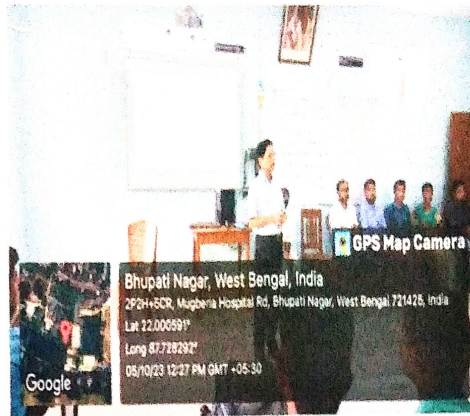 GPS Map Camera
Bhupati Nagar, West Bengal, India
2P2H+5CR, Mugberia Hospital Rd, Bhupati Nagar, West Bengal 721425, India
Lat 22.000591°
Long 87.728292°
05/10/23 12:27 PM GMT +05:30
Google